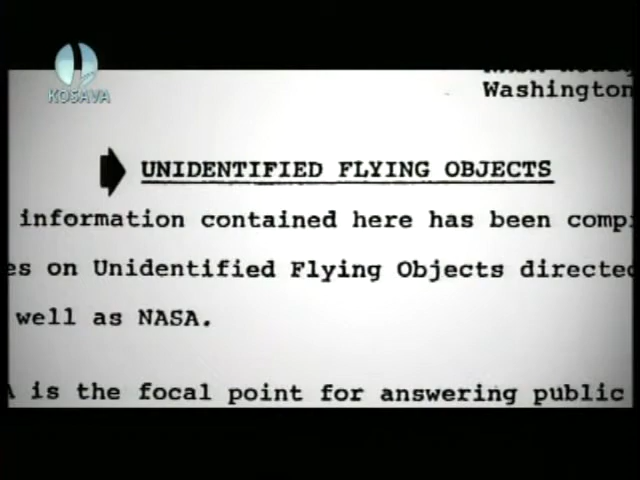 KOSAVA
Washington
UNIDENTIFIED FLYING OBJECTS
information contained here has been comp
es on Unidentified Flying Objects directed
well as NASA.
A is the focal point for answering public